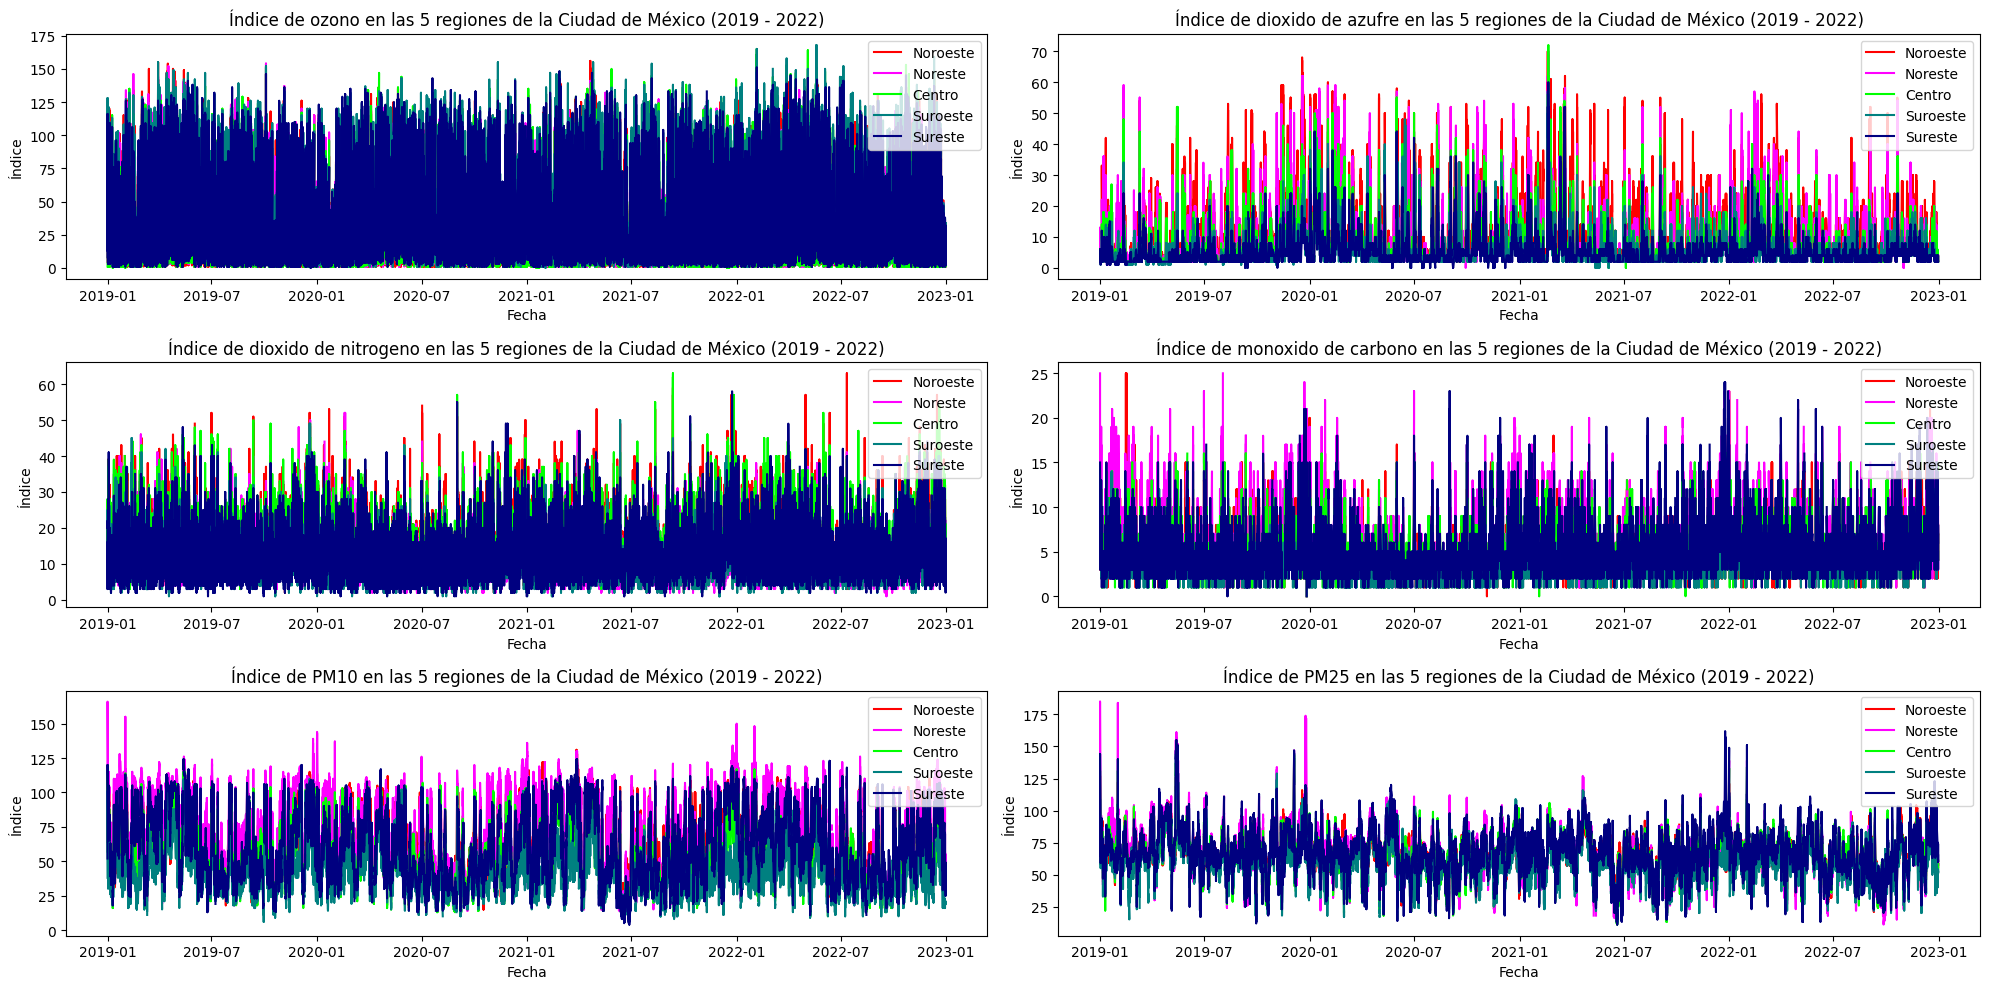 Índice de ozono en las 5 regiones de la Ciudad de México (2019 - 2022)
175
150
125
100
75
50
25
0
Índice
Noroeste
Noreste
Centro
Suroeste
Sureste
2019-01 2019-07 2020-01 2020-07 2021-01 2021-07 2022-01 2022-07 2023-01
Fecha
Índice de dioxido de azufre en las 5 regiones de la Ciudad de México (2019 - 2022)
70
60
50
40
30
20
10
0
Índice
Noroeste
Noreste
Centro
Suroeste
Sureste
2019-01 2019-07 2020-01 2020-07 2021-01 2021-07 2022-01 2022-07 2023-01
Fecha
Índice de dioxido de nitrogeno en las 5 regiones de la Ciudad de México (2019 - 2022)
60
50
40
30
20
10
0
Índice
Noroeste
Noreste
Centro
Suroeste
Sureste
2019-01 2019-07 2020-01 2020-07 2021-01 2021-07 2022-01 2022-07 2023-01
Fecha
Índice de monoxido de carbono en las 5 regiones de la Ciudad de México (2019 - 2022)
25
20
15
10
5
0
Índice
Noroeste
Noreste
Centro
Suroeste
Sureste
2019-01 2019-07 2020-01 2020-07 2021-01 2021-07 2022-01 2022-07 2023-01
Fecha
Índice de PM10 en las 5 regiones de la Ciudad de México (2019 - 2022)
150
125
100
75
50
25
0
Índice
Noroeste
Noreste
Centro
Suroeste
Sureste
2019-01 2019-07 2020-01 2020-07 2021-01 2021-07 2022-01 2022-07 2023-01
Fecha
Índice de PM25 en las 5 regiones de la Ciudad de México (2019 - 2022)
175
150
125
100
75
50
25
Índice
Noroeste
Noreste
Centro
Suroeste
Sureste
2019-01 2019-07 2020-01 2020-07 2021-01 2021-07 2022-01 2022-07 2023-01
Fecha